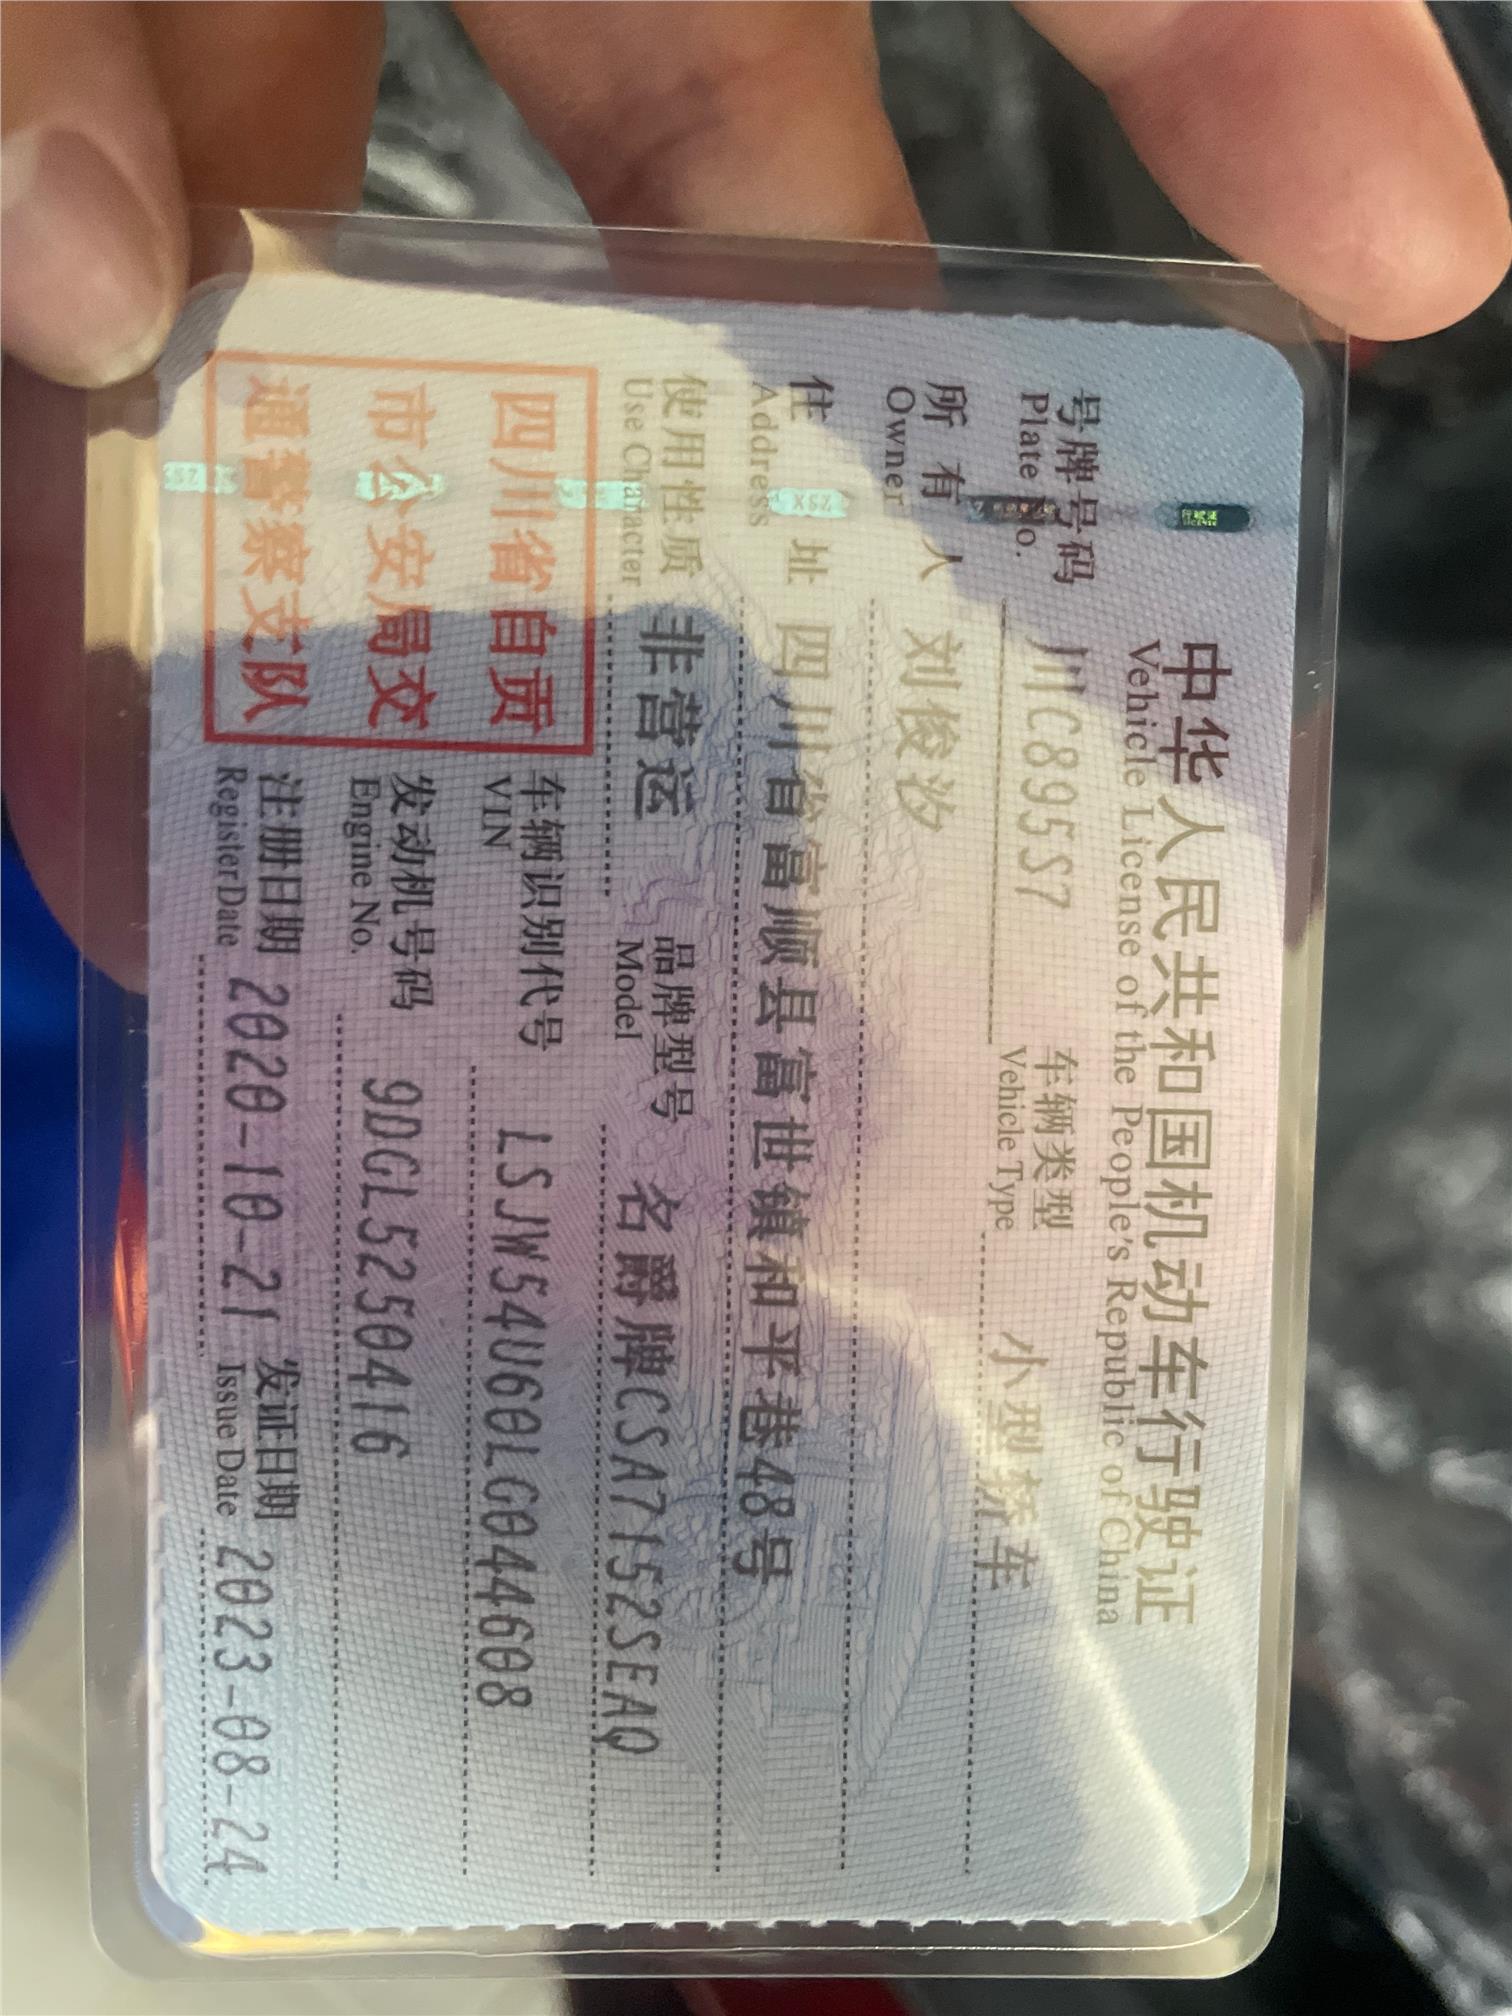 中华人民共和国机动车行驶证
Vehicle License of the People's Republic of China
号牌号码 川C895S7 车辆类型 小型轿车
Plate No. Vehicle Type
所有人 刘俊汐
Owner
住址 四川省富顺县富世镇和平巷48号
Address
使用性质 非营运 品牌型号 名爵牌CSA7152SEAQ
Use Character Model
四川省自贡
市公安局交
通警察支队
车辆识别代号 LSJW54U60LG044608
VIN
发动机号码 9DGL5250416
Engine No.
注册日期 2020-10-21 发证日期 2023-08-24
Register Date Issue Date